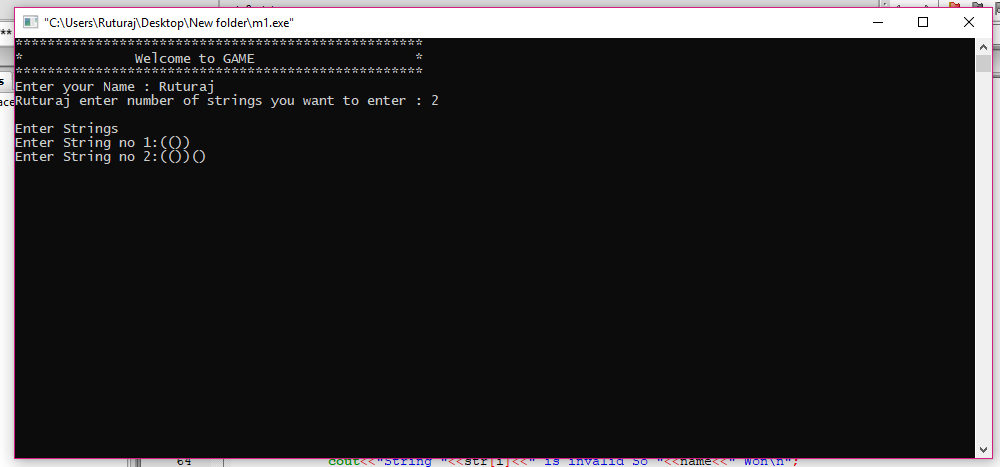 "C:\Users\Ruturaj\Desktop\New folder\m1.exe"
***************************************************
*              Welcome to GAME                    *
***************************************************
Enter your Name : Ruturaj
Ruturaj enter number of strings you want to enter : 2
Enter Strings
Enter String no 1:(())
Enter String no 2:(())()
64 cout<<"String "<<str[i]<<" is invalid So "<<name<<" Won\n";